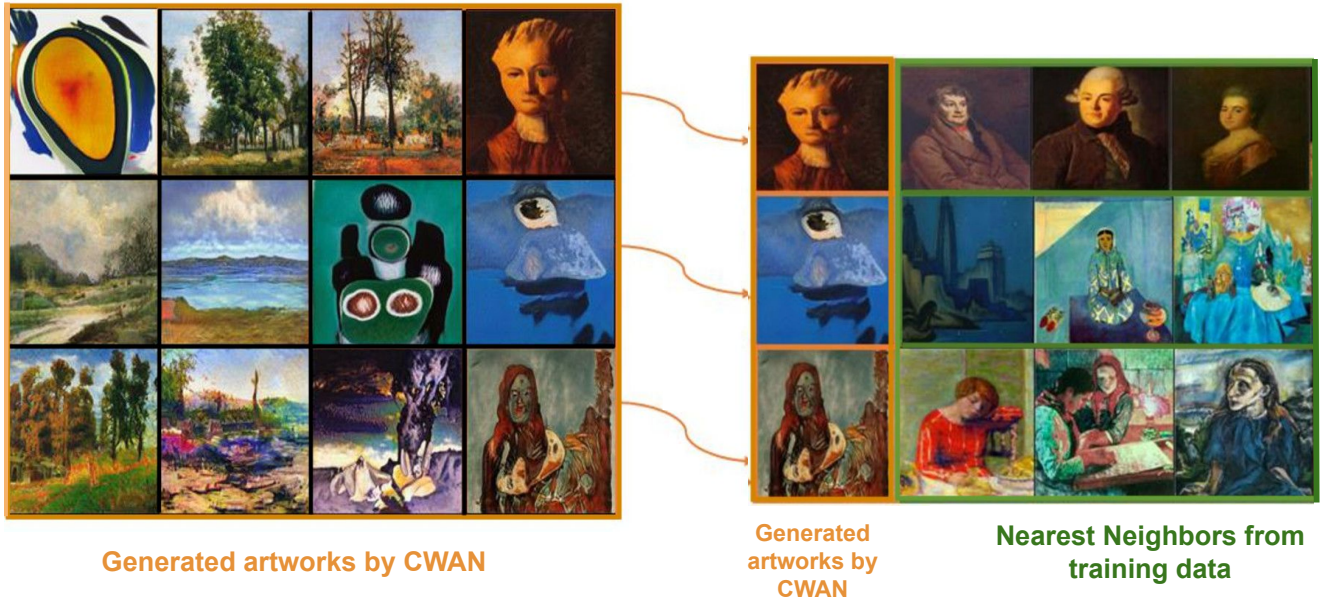 Generated artworks by CWAN
Generated
artworks by
CWAN
Nearest Neighbors from
training data